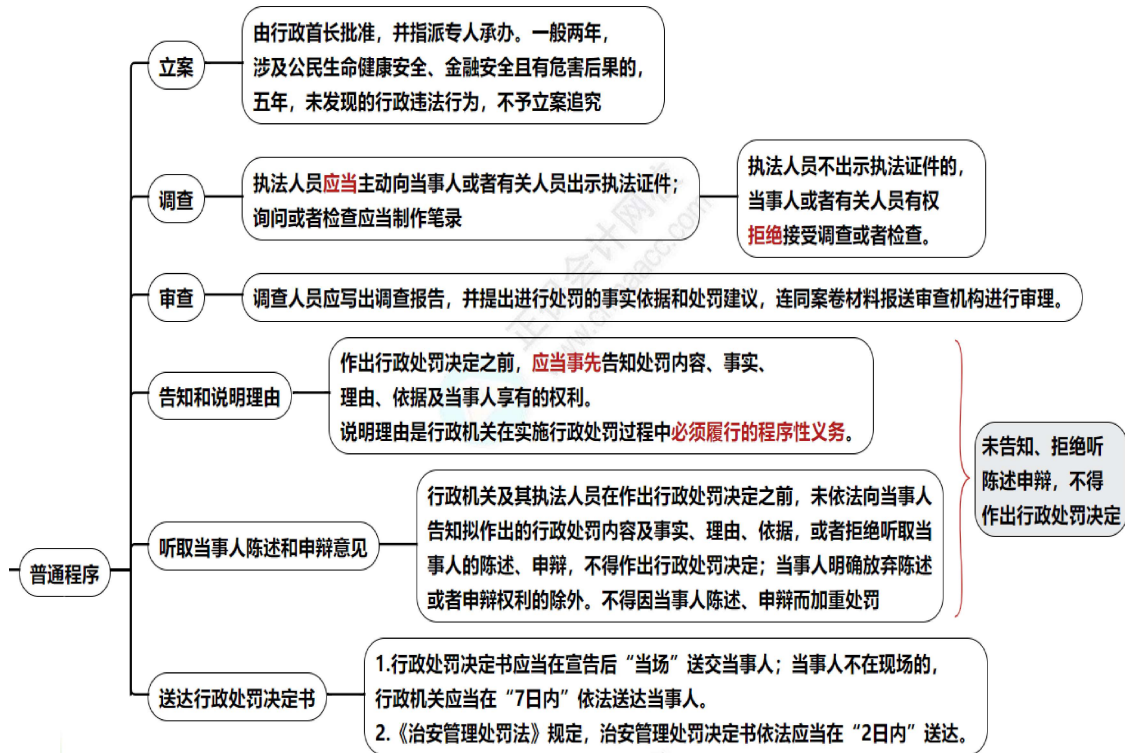 由行政首长批准，并指派专人承办。一般两年，
涉及公民生命健康安全、金融安全且有危害后果的，
五年，未发现的行政违法行为，不予立案追究
立案
执法人员应当主动向当事人或者有关人员出示执法证件；
询问或者检查应当制作笔录
调查
执法人员不出示执法证件的，
当事人或者有关人员有权
拒绝接受调查或者检查。
审查
调查人员应写出调查报告，并提出进行处罚的事实依据和处罚建议，连同案卷材料报送审查机构进行审理。
作出行政处罚决定之前，应当事先告知处罚内容、事实、
理由、依据及当事人享有的权利。
说明理由是行政机关在实施行政处罚过程中必须履行的程序性义务。
告知和说明理由
未告知、拒绝听
陈述申辩，不得
作出行政处罚决定
行政机关及其执法人员在作出行政处罚决定之前，未依法向当事人
告知拟作出的行政处罚内容及事实、理由、依据，或者拒绝听取当
事人的陈述、申辩，不得作出行政处罚决定；当事人明确放弃陈述
或者申辩权利的除外。不得因当事人陈述、申辩而加重处罚
听取当事人陈述和申辩意见
普通程序
1.行政处罚决定书应当在宣告后“当场”送交当事人；当事人不在现场的，
行政机关应当在“7日内”依法送达当事人。
2.《治安管理处罚法》规定，治安管理处罚决定书依法应当在“2日内”送达。
送达行政处罚决定书
正保会计网校
www.chinaacc.com